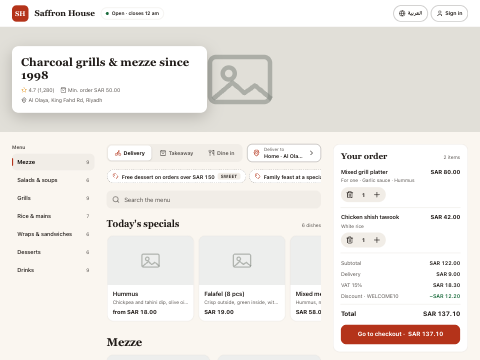 SH Saffron House Open · closes 12 am العربية Sign in
Charcoal grills & mezze since
1998
4.7 (1,280) Min. order SAR 50.00
Al Olaya, King Fahd Rd, Riyadh
Menu
Mezze 9
Salads & soups 6
Grills 9
Rice & mains 7
Wraps & sandwiches 6
Desserts 6
Drinks 9
Delivery Takeaway Dine in
Deliver to
Home · Al Ola...
Free dessert on orders over SAR 150 SWEET
Family feast at a specia
Search the menu
Today's specials 6 dishes
Hummus
Chickpea and tahini dip, olive oi...
from SAR 18.00
Falafel (8 pcs)
Crisp outside, green inside, wit...
SAR 19.00
Mixed me
Hummus,
SAR 58.0
Mezze
Your order 2 items
Mixed grill platter SAR 80.00
For one · Garlic sauce · Hummus
1
Chicken shish tawook SAR 42.00
White rice
1
Subtotal SAR 122.00
Delivery SAR 9.00
VAT 15% SAR 18.30
Discount · WELCOME10 −SAR 12.20
Total SAR 137.10
Go to checkout · SAR 137.10